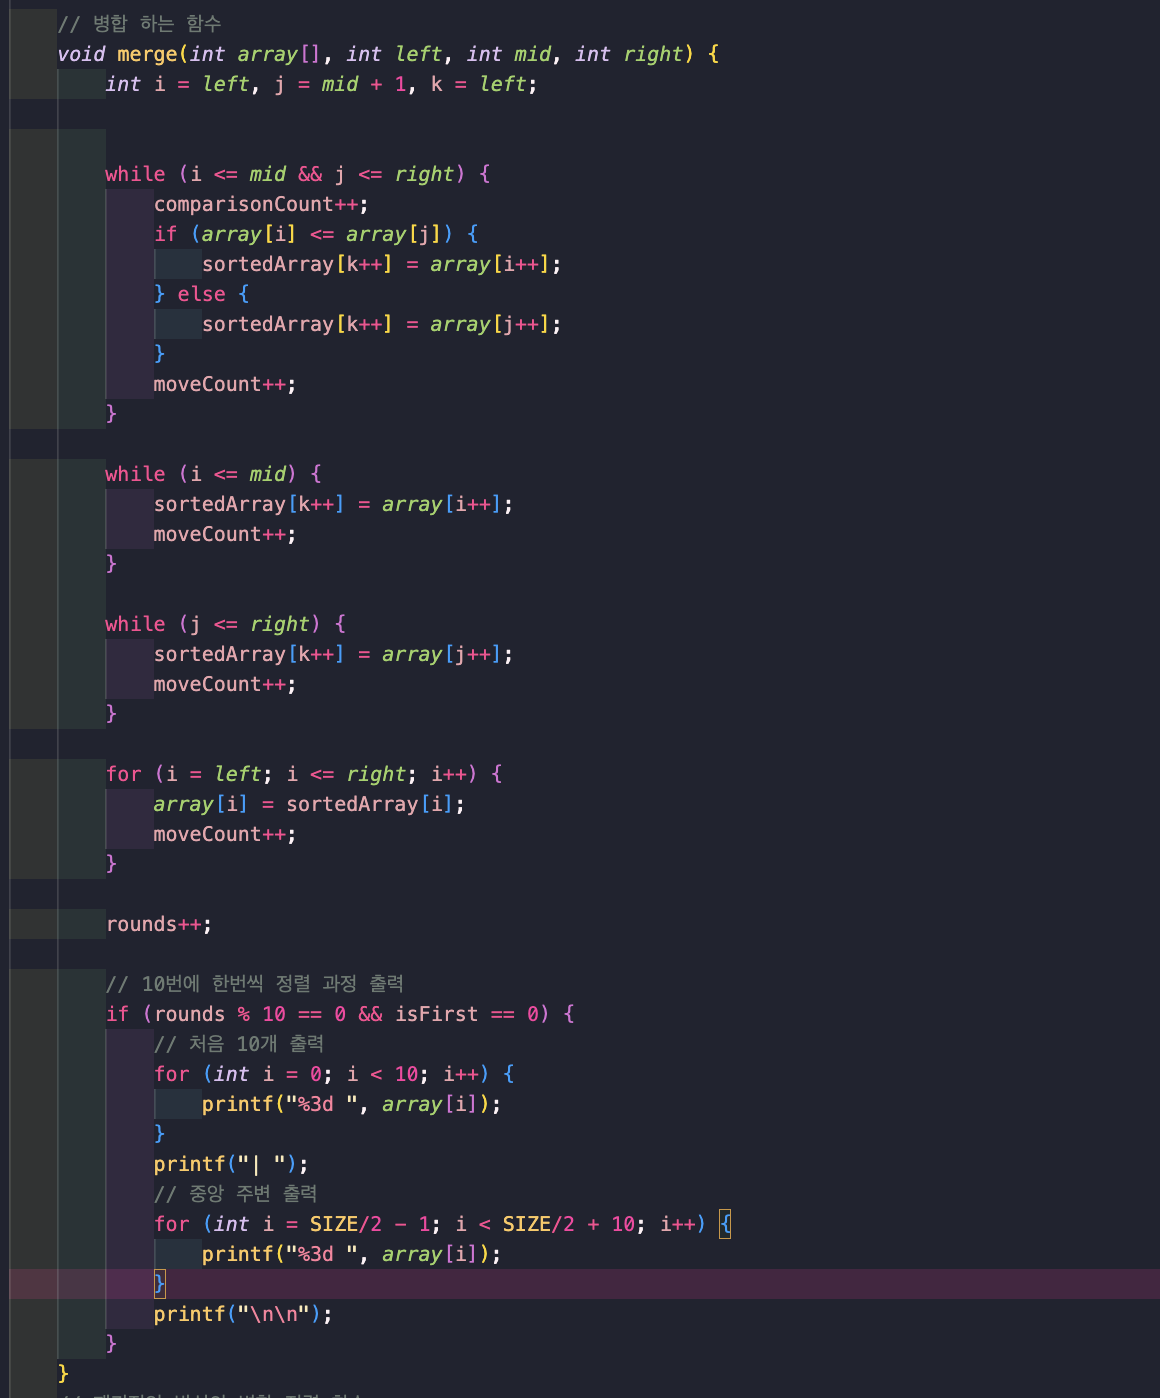 // 병합 하는 함수
void merge(int array[], int left, int mid, int right) {
    int i = left, j = mid + 1, k = left;

    while (i <= mid && j <= right) {
        comparisonCount++;
        if (array[i] <= array[j]) {
            sortedArray[k++] = array[i++];
        } else {
            sortedArray[k++] = array[j++];
        }
        moveCount++;
    }

    while (i <= mid) {
        sortedArray[k++] = array[i++];
        moveCount++;
    }

    while (j <= right) {
        sortedArray[k++] = array[j++];
        moveCount++;
    }

    for (i = left; i <= right; i++) {
        array[i] = sortedArray[i];
        moveCount++;
    }

    rounds++;

    // 10번에 한번씩 정렬 과정 출력
    if (rounds % 10 == 0 && isFirst == 0) {
        // 처음 10개 출력
        for (int i = 0; i < 10; i++) {
            printf("%3d ", array[i]);
        }
        printf("| ");
        // 중앙 주변 출력
        for (int i = SIZE/2 - 1; i < SIZE/2 + 10; i++) {
            printf("%3d ", array[i]);
        }
        printf("\n\n");
    }
}